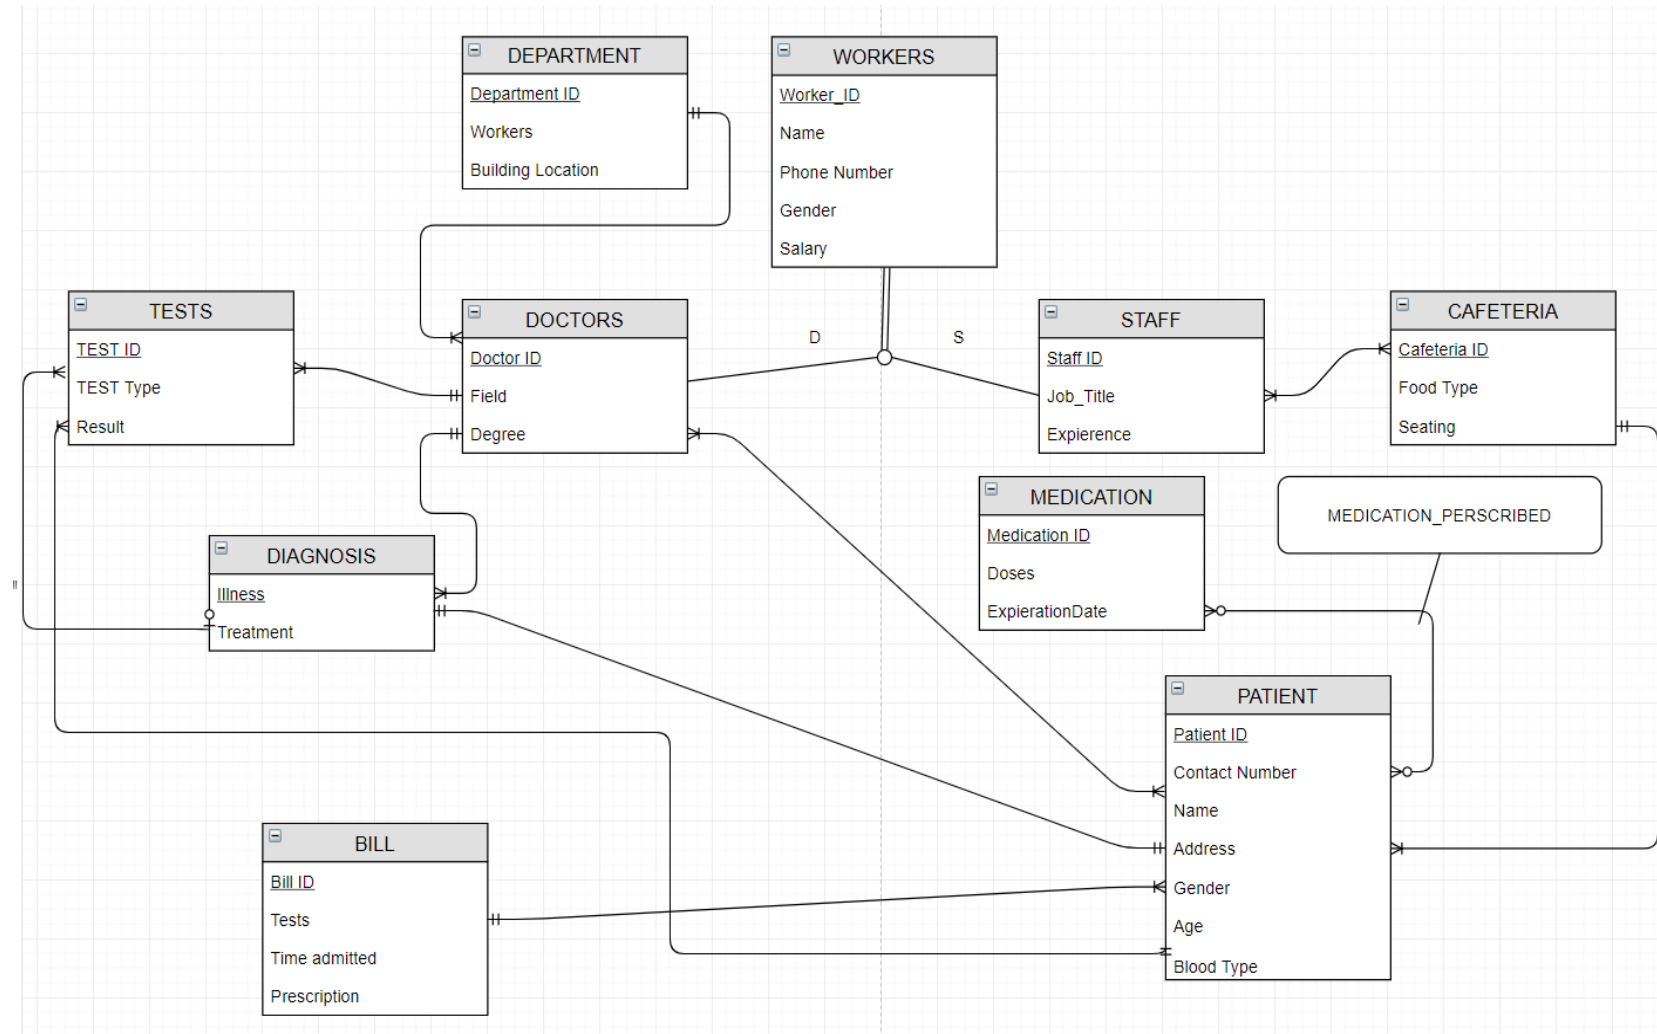 DEPARTMENT
Department ID
Workers
Building Location
WORKERS
Worker_ID
Name
Phone Number
Gender
Salary
TESTS
TEST ID
TEST Type
Result
DOCTORS
Doctor ID
Field
Degree
D
S
STAFF
Staff ID
Job_Title
Expierence
CAFETERIA
Cafeteria ID
Food Type
Seating
MEDICATION
Medication ID
Doses
ExpierationDate
MEDICATION_PERSCRIBED
DIAGNOSIS
Illness
Treatment
PATIENT
Patient ID
Contact Number
Name
Address
Gender
Age
Blood Type
BILL
Bill ID
Tests
Time admitted
Prescription